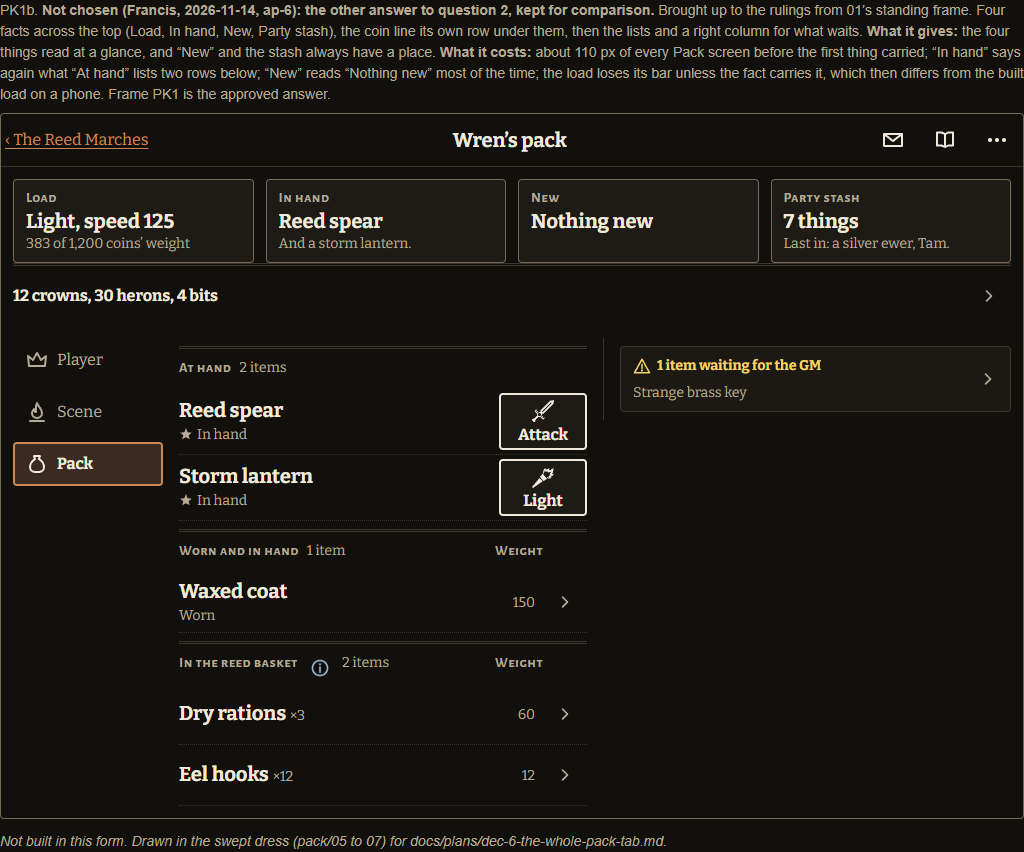 PK1b. Not chosen (Francis, 2026-11-14, ap-6): the other answer to question 2, kept for comparison. Brought up to the rulings from 01's standing frame. Four
facts across the top (Load, In hand, New, Party stash), the coin line its own row under them, then the lists and a right column for what waits. What it gives: the four
things read at a glance, and “New” and the stash always have a place. What it costs: about 110 px of every Pack screen before the first thing carried; “In hand” says
again what “At hand” lists two rows below; “New” reads “Nothing new” most of the time; the load loses its bar unless the fact carries it, which then differs from the built
load on a phone. Frame PK1 is the approved answer.
‹ The Reed Marches
Wren’s pack
Load
Light, speed 125
383 of 1,200 coins’ weight
In hand
Reed spear
And a storm lantern.
New
Nothing new
Party stash
7 things
Last in: a silver ewer, Tam.
12 crowns, 30 herons, 4 bits
Player
Scene
Pack
At hand 2 items
Reed spear
★ In hand
Attack
Storm lantern
★ In hand
Light
Worn and in hand 1 item Weight
Waxed coat
Worn
150
In the reed basket 2 items Weight
Dry rations ×3 60
Eel hooks ×12 12
1 item waiting for the GM
Strange brass key
Not built in this form. Drawn in the swept dress (pack/05 to 07) for docs/plans/dec-6-the-whole-pack-tab.md.